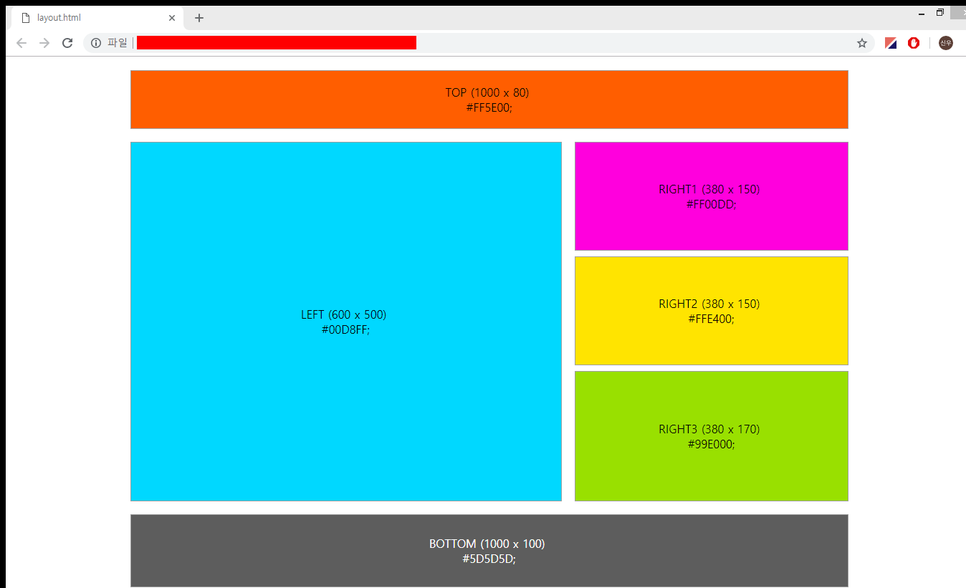 layout.html
파일
TOP (1000 x 80)
#FF5E00;
LEFT (600 x 500)
#00D8FF;
RIGHT1 (380 x 150)
#FF00DD;
RIGHT2 (380 x 150)
#FFE400;
RIGHT3 (380 x 170)
#99E000;
BOTTOM (1000 x 100)
#5D5D5D;